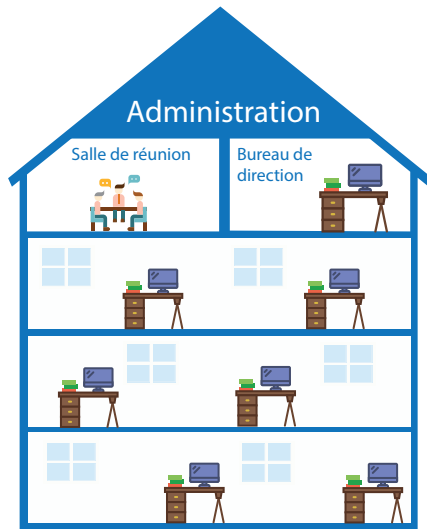 Administration
Salle de réunion
Bureau de
direction